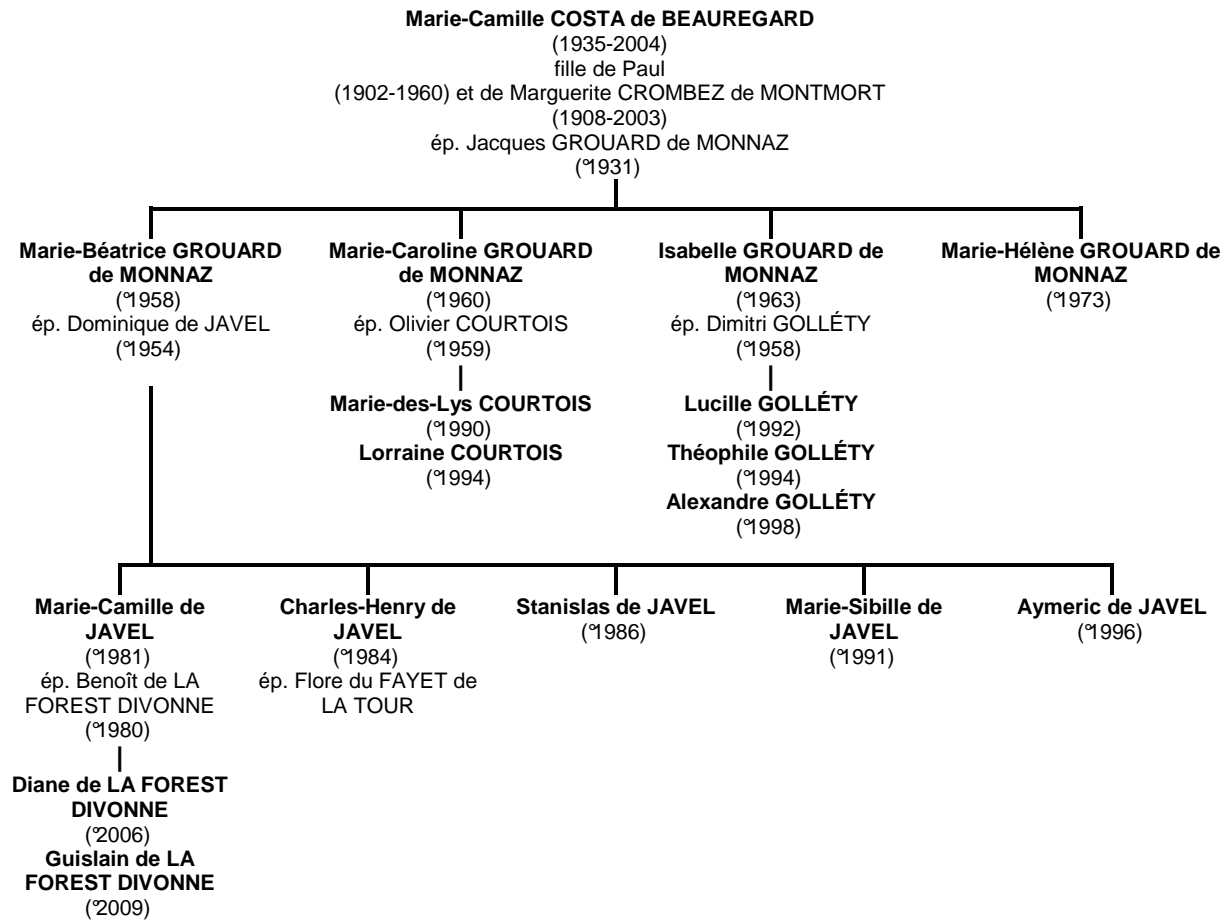 Marie-Camille COSTA de BEAUREGARD
(1935-2004)
fille de Paul
(1902-1960) et de Marguerite CROMBEZ de MONTMORT
(1908-2003)
ép. Jacques GROUARD de MONNAZ
(°1931)
Marie-Béatrice GROUARD
de MONNAZ
(°1958)
ép. Dominique de JAVEL
(°1954)
Marie-Caroline GROUARD
de MONNAZ
(°1960)
ép. Olivier COURTOIS
(°1959)
Marie-des-Lys COURTOIS
(°1990)
Lorraine COURTOIS
(°1994)
Isabelle GROUARD de
MONNAZ
(°1963)
ép. Dimitri GOLLÉTY
(°1958)
Lucille GOLLÉTY
(°1992)
Théophile GOLLÉTY
(°1994)
Alexandre GOLLÉTY
(°1998)
Marie-Hélène GROUARD de
MONNAZ
(°1973)
Marie-Camille de
JAVEL
(°1981)
ép. Benoît de LA
FOREST DIVONNE
(°1980)
Diane de LA FOREST
DIVONNE
(°2006)
Guislain de LA
FOREST DIVONNE
(°2009)
Charles-Henry de
JAVEL
(°1984)
ép. Flore du FAYET de
LA TOUR
Stanislas de JAVEL
(°1986)
Marie-Sibille de
JAVEL
(°1991)
Aymeric de JAVEL
(°1996)